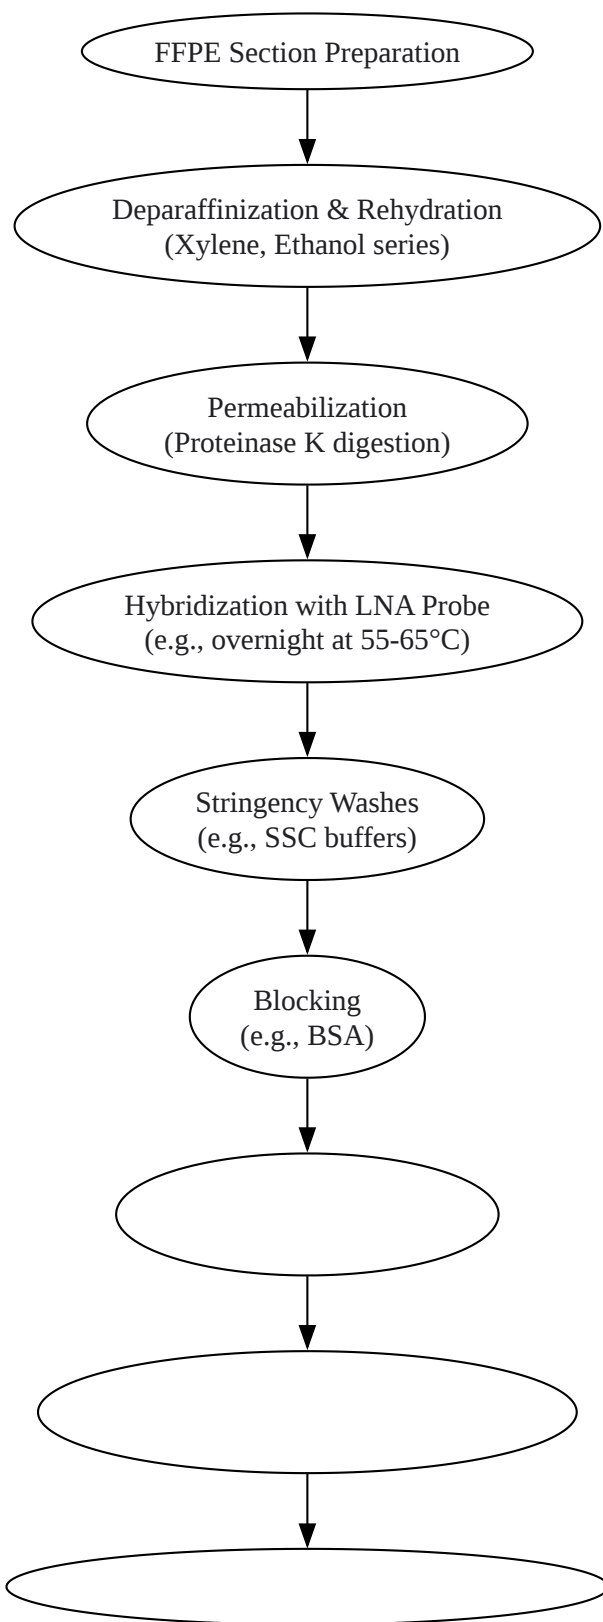 FFPE Section Preparation
Deparaffinization & Rehydration
(Xylene, Ethanol series)
Permeabilization
(Proteinase K digestion)
Hybridization with LNA Probe
(e.g., overnight at 55-65°C)
Stringency Washes
(e.g., SSC buffers)
Blocking
(e.g., BSA)